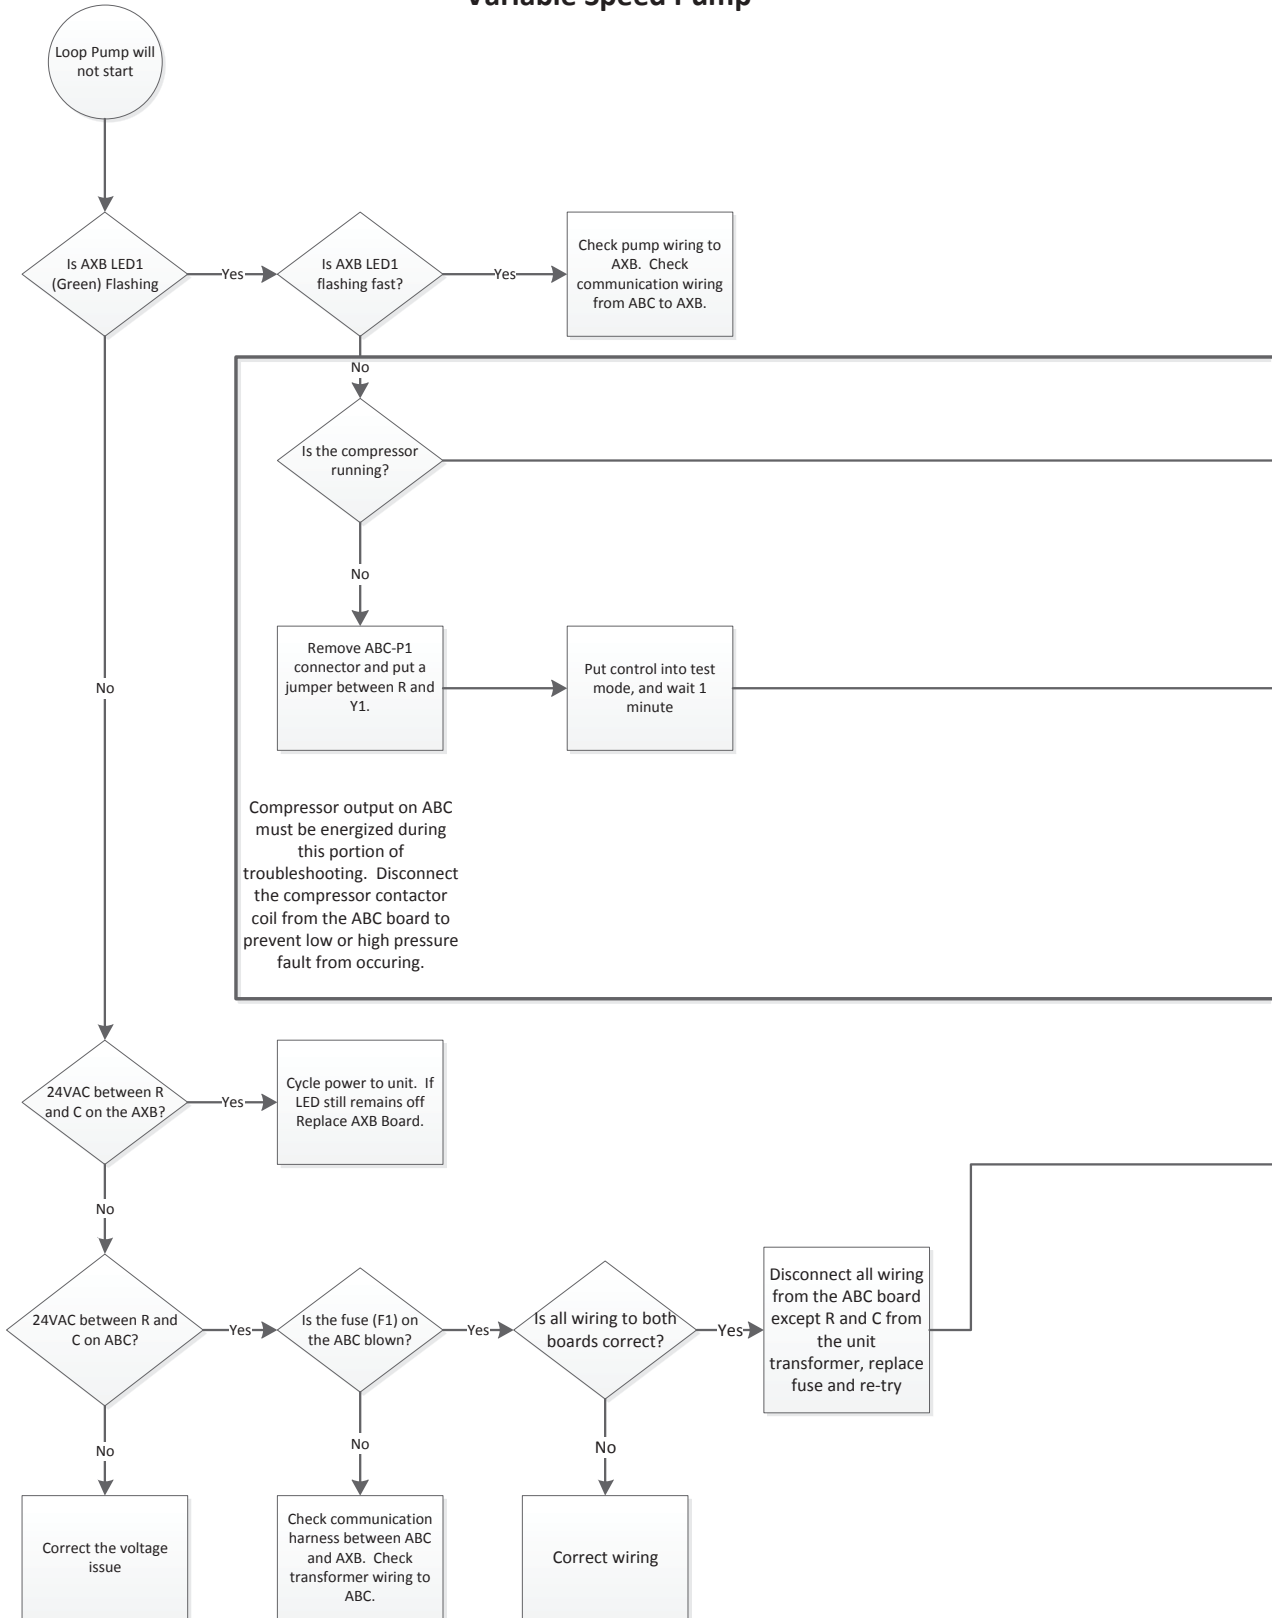 Variable Speed Pump
Loop Pump will
not start
Is AXB LED1
(Green) Flashing
Yes
Is AXB LED1
flashing fast?
Yes
Check pump wiring to
AXB. Check
communication wiring
from ABC to AXB.
No
Is the compressor
running?
No
Remove ABC-P1
connector and put a
jumper between R and
Y1.
Put control into test
mode, and wait 1
minute
No
Compressor output on ABC
must be energized during
this portion of
troubleshooting. Disconnect
the compressor contactor
coil from the ABC board to
prevent low or high pressure
fault from occuring.
24VAC between R
and C on the AXB?
Yes
Cycle power to unit. If
LED still remains off
Replace AXB Board.
No
24VAC between R and
C on ABC?
Yes
Is the fuse (F1) on
the ABC blown?
Yes
Is all wiring to both
boards correct?
Yes
Disconnect all wiring
from the ABC board
except R and C from
the unit
transformer, replace
fuse and re-try
No
No
No
Correct the voltage
issue
Check communication
harness between ABC
and AXB. Check
transformer wiring to
ABC.
Correct wiring